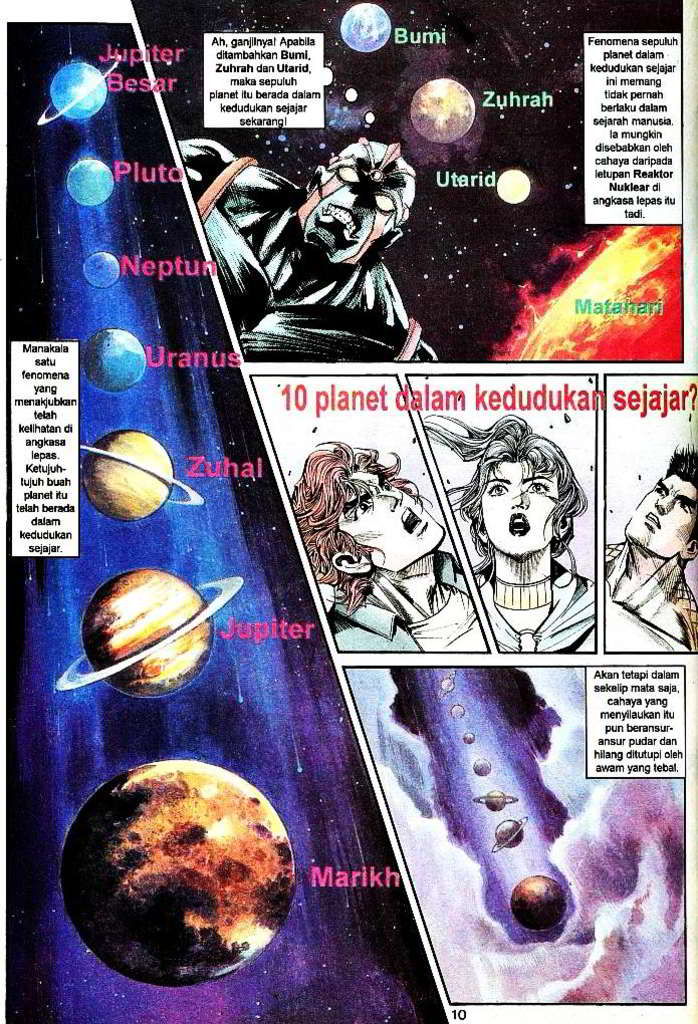 Jupiter
Besar
Pluto
Neptun
Uranus
Zuhal
Jupiter
Marikh
Manakala
satu
fenomena
yang
menakjubkan
telah
kelihatan di
angkasa
lepas.
Ketujuh-
tujuh buah
planet itu
telah berada
dalam
kedudukan
sejajar.
Ah, ganjilnya! Apabila
ditambahkan Bumi,
Zuhrah dan Utarid,
maka sepuluh
planet itu berada dalam
kedudukan sejajar
sekarang!
Bumi
Zuhrah
Utarid
Matahari
Fenomena sepuluh
planet dalam
kedudukan sejajar
ini memang
tidak pernah
berlaku dalam
sejarah manusia.
Ia mungkin
disebabkan oleh
cahaya daripada
letupan Reaktor
Nuklear di
angkasa lepas itu
tadi.
10 planet dalam kedudukan sejajar?
Akan tetapi dalam
sekelip mata saja,
cahaya yang
menyilaukan itu
pun beransur-
ansur pudar dan
hilang ditutupi oleh
awam yang tebal.
10